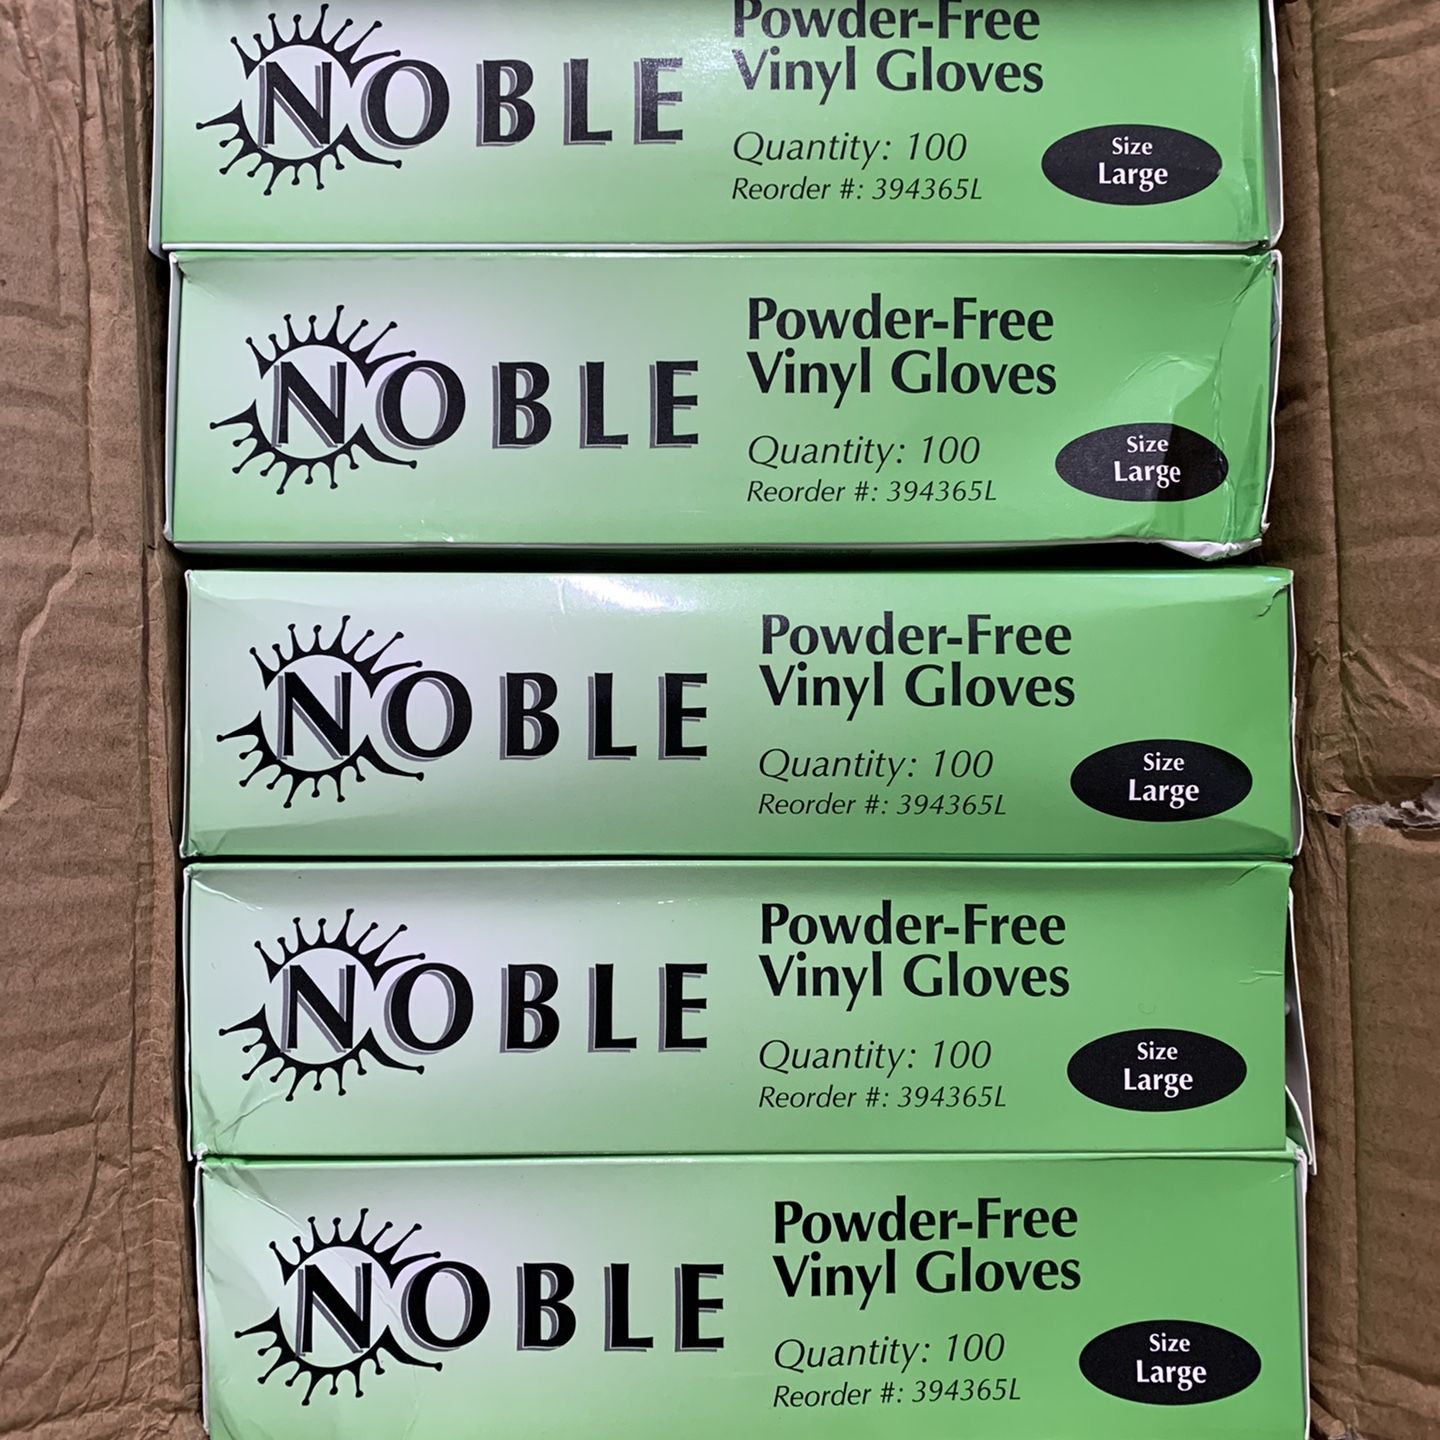 NOBLE
Powder-Free
Vinyl Gloves
Quantity: 100
Reorder #: 394365L
Size
Large
NOBLE
Powder-Free
Vinyl Gloves
Quantity: 100
Reorder #: 394365L
Size
Large
NOBLE
Powder-Free
Vinyl Gloves
Quantity: 100
Reorder #: 394365L
Size
Large
NOBLE
Powder-Free
Vinyl Gloves
Quantity: 100
Reorder #: 394365L
Size
Large
NOBLE
Powder-Free
Vinyl Gloves
Quantity: 100
Reorder #: 394365L
Size
Large